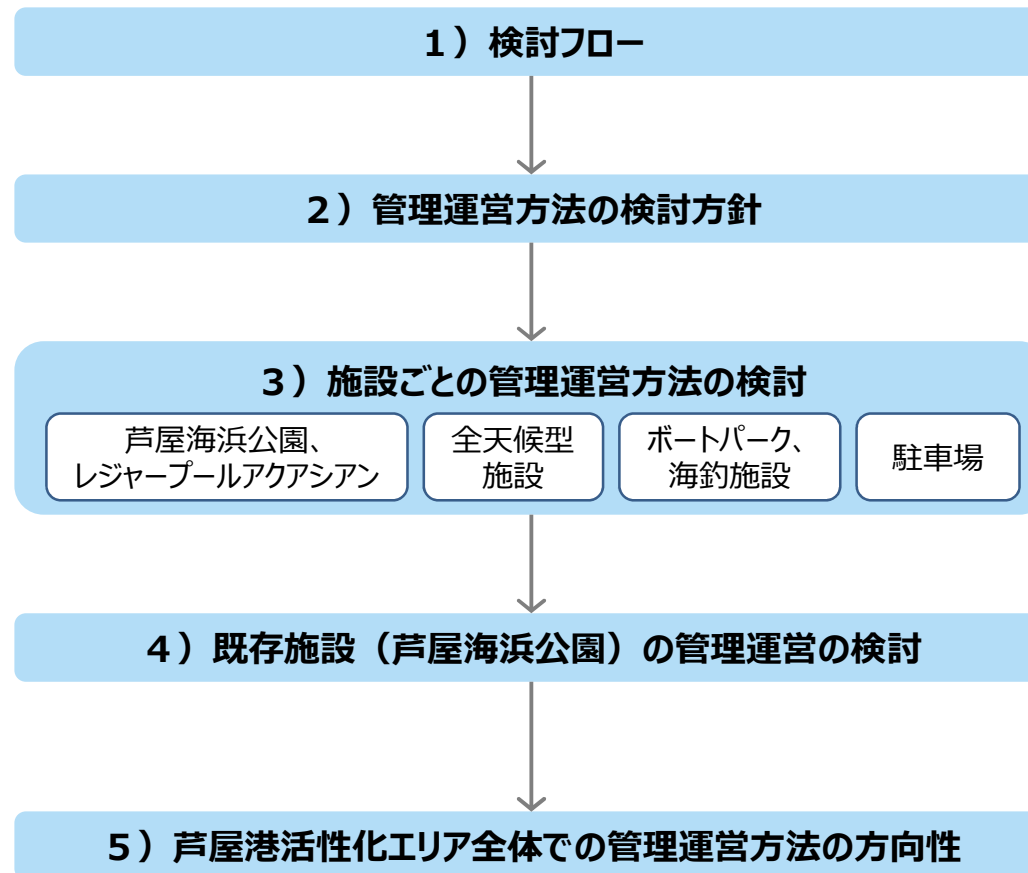 １）検討フロー
２）管理運営方法の検討方針
３）施設ごとの管理運営方法の検討
芦屋海浜公園、
レジャープールアクアシアン
全天候型
施設
ボートパーク、
海釣施設
駐車場
４）既存施設（芦屋海浜公園）の管理運営の検討
５）芦屋港活性化エリア全体での管理運営方法の方向性